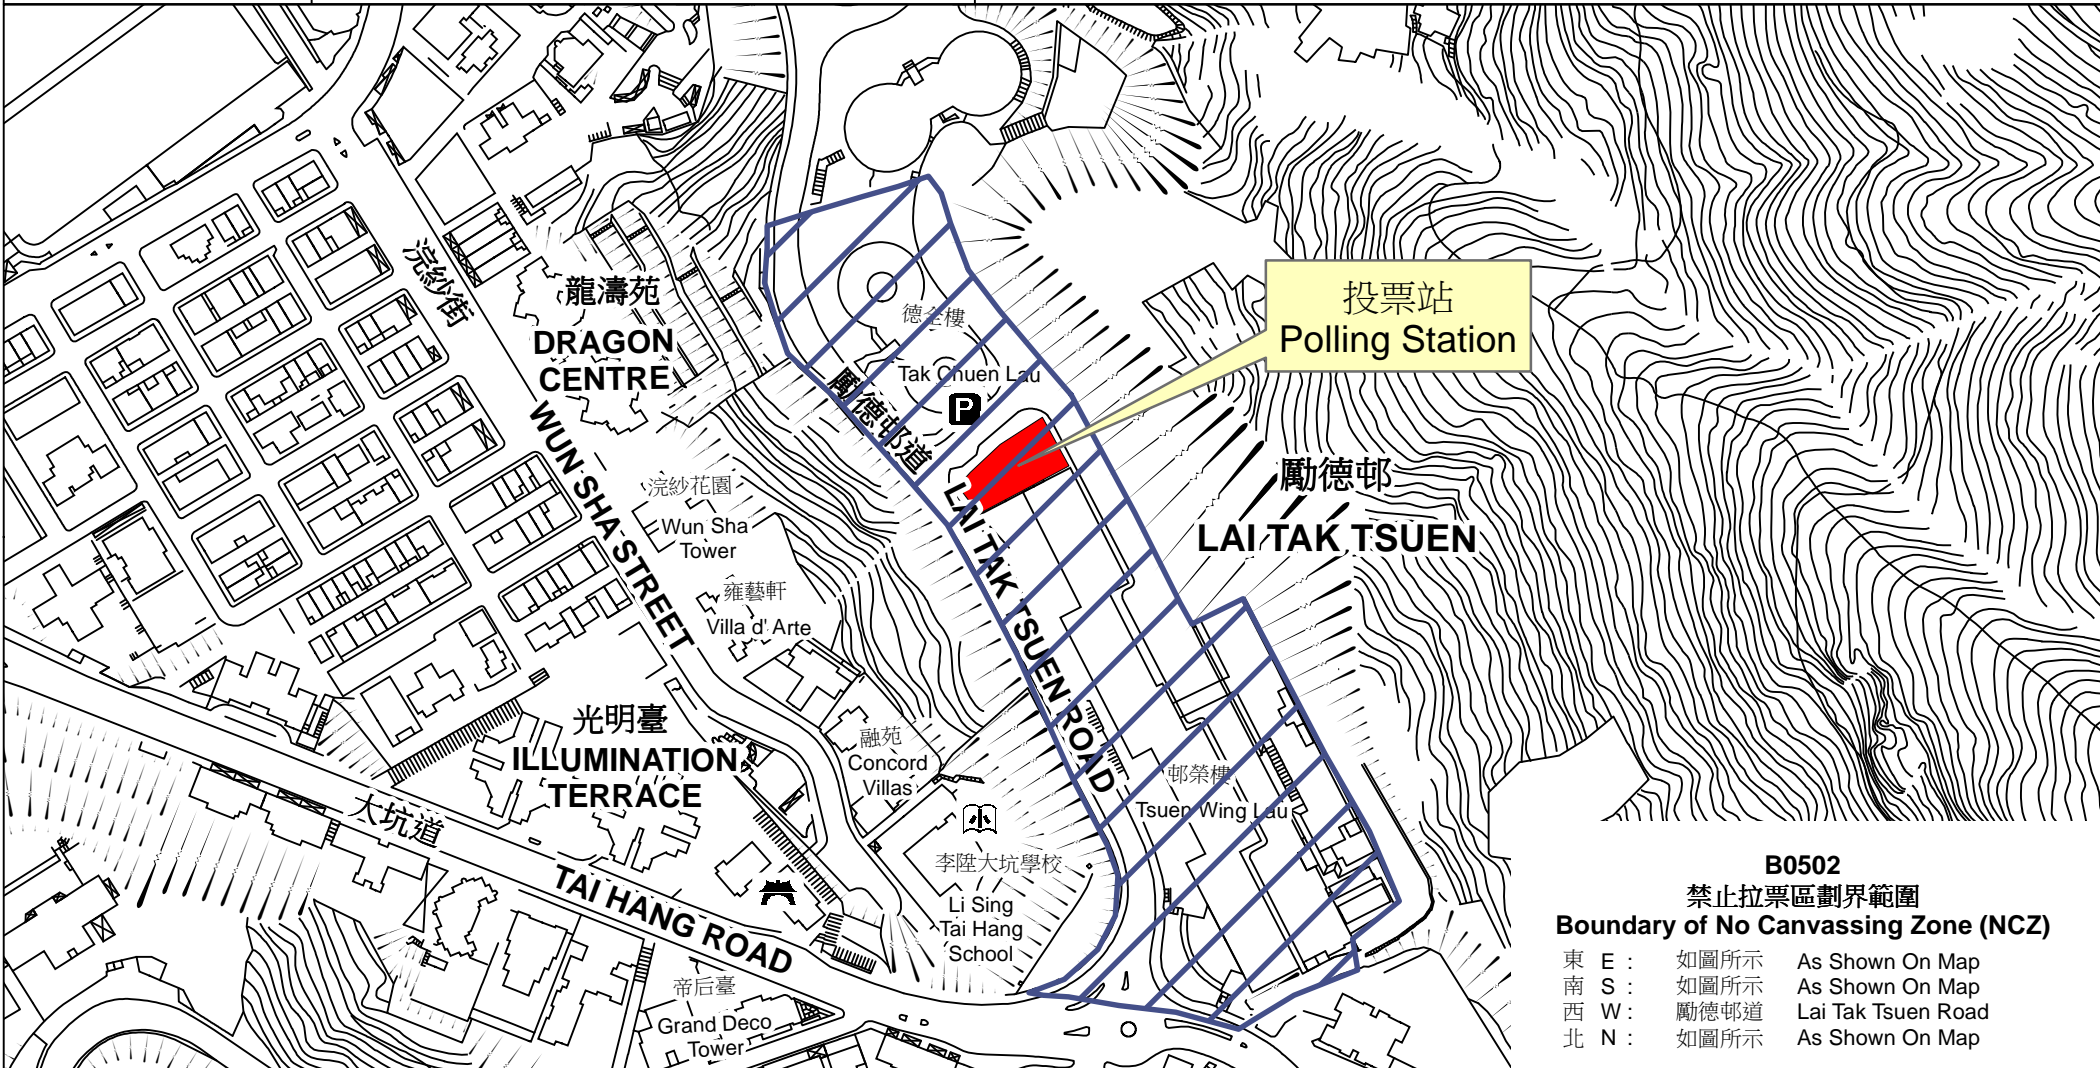 浣紗街
龍濤苑
DRAGON
CENTRE
WUN SHA STREET
德全樓
Tak Chuen Lau
P
投票站
Polling Station
勵德邨道
LAI TAK TSUEN ROAD
勵德邨
LAI TAK TSUEN
浣紗花園
Wun Sha
Tower
雍藝軒
Villa d' Arte
光明臺
ILLUMINATION
TERRACE
融苑
Concord
Villas
邨榮樓
Tsuen Wing Lau
小
李陞大坑學校
Li Sing
Tai Hang
School
大坑道
TAI HANG ROAD
帝后臺
Grand Deco
Tower
B0502
禁止拉票區劃界範圍
Boundary of No Canvassing Zone (NCZ)
東 E : 如圖所示 As Shown On Map
南 S : 如圖所示 As Shown On Map
西 W : 勵德邨道 Lai Tak Tsuen Road
北 N : 如圖所示 As Shown On Map